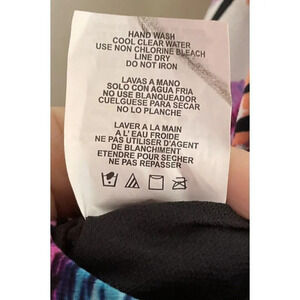 HAND WASH
COOL CLEAR WATER
USE NON CHLORINE BLEACH
LINE DRY
DO NOT IRON
LAVAS A MANO
SOLO CON AGUA FRIA
NO USE BLANQUEADOR
CUELGUESE PARA SECAR
NO LO PLANCHE
LAVER A LA MAIN
A L' EAU FROIDE
NE PAS UTILISER D'AGENT
DE BLANCHIMENT
ETENDRE POUR SECHER
NE PAS REPASSER